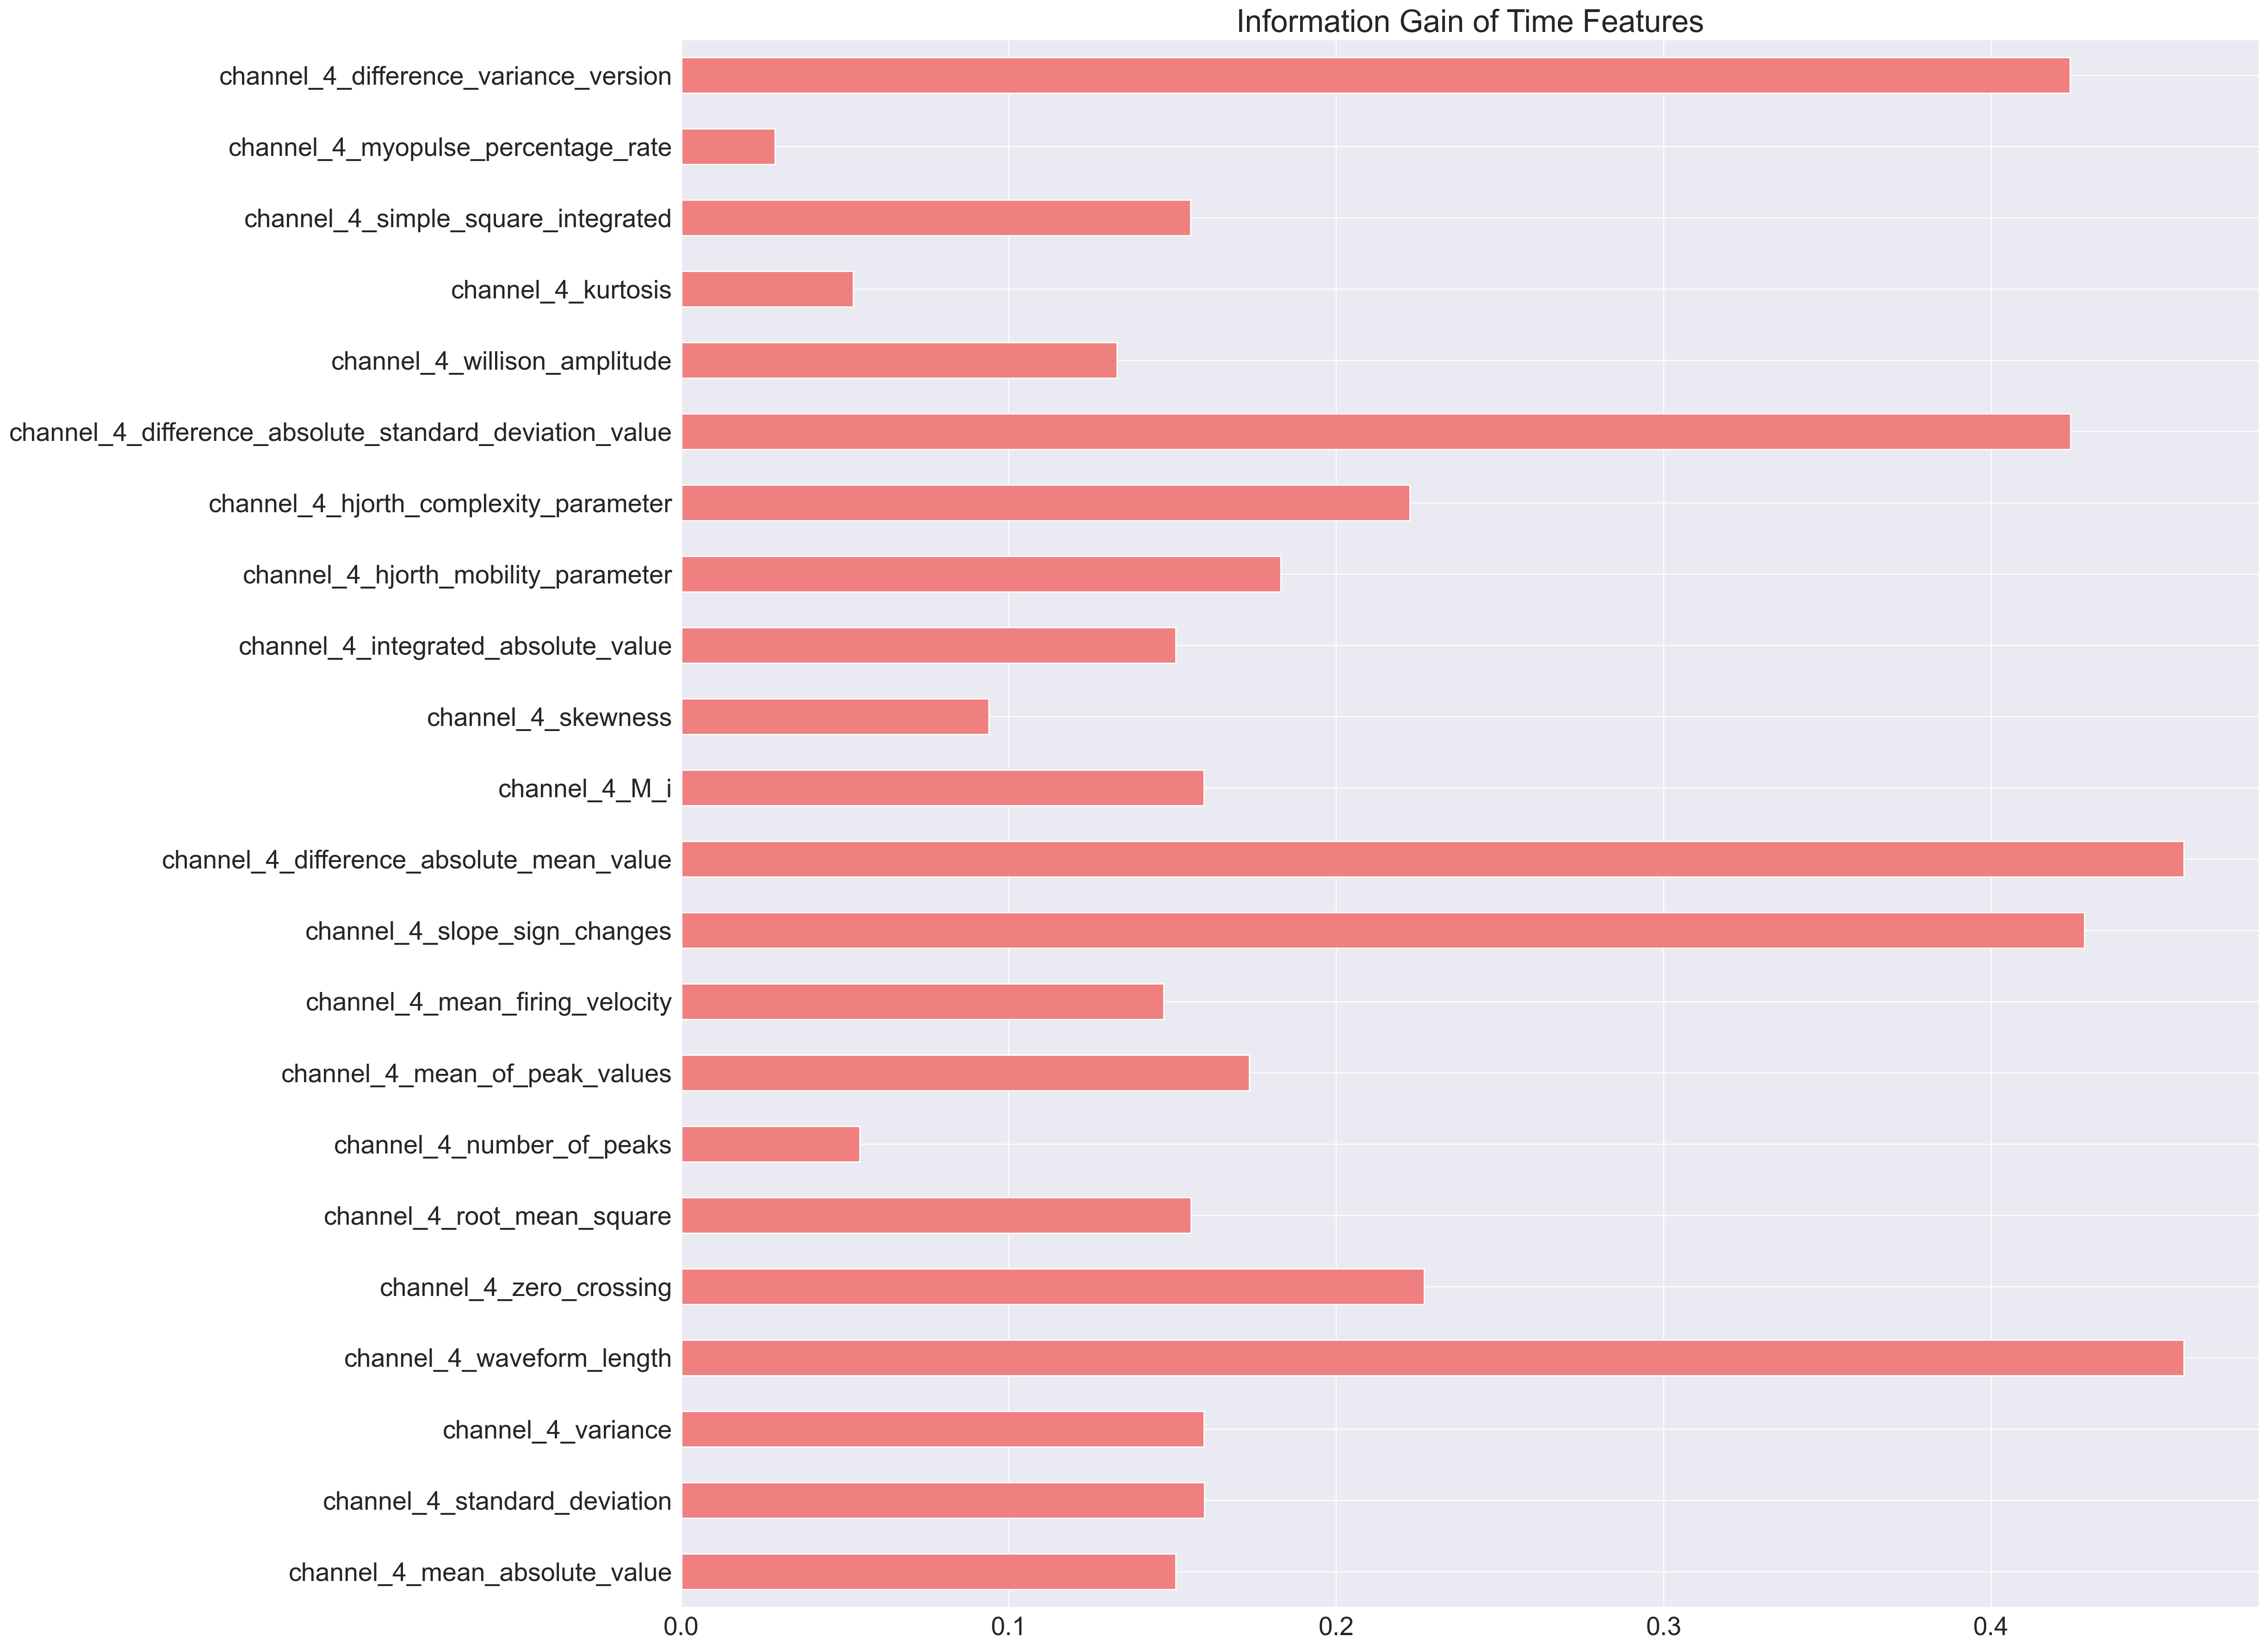 Information Gain of Time Features
channel_4_difference_variance_version
channel_4_myopulse_percentage_rate
channel_4_simple_square_integrated
channel_4_kurtosis
channel_4_willison_amplitude
channel_4_difference_absolute_standard_deviation_value
channel_4_hjorth_complexity_parameter
channel_4_hjorth_mobility_parameter
channel_4_integrated_absolute_value
channel_4_skewness
channel_4_M_i
channel_4_difference_absolute_mean_value
channel_4_slope_sign_changes
channel_4_mean_firing_velocity
channel_4_mean_of_peak_values
channel_4_number_of_peaks
channel_4_root_mean_square
channel_4_zero_crossing
channel_4_waveform_length
channel_4_variance
channel_4_standard_deviation
channel_4_mean_absolute_value
0.0 0.1 0.2 0.3 0.4